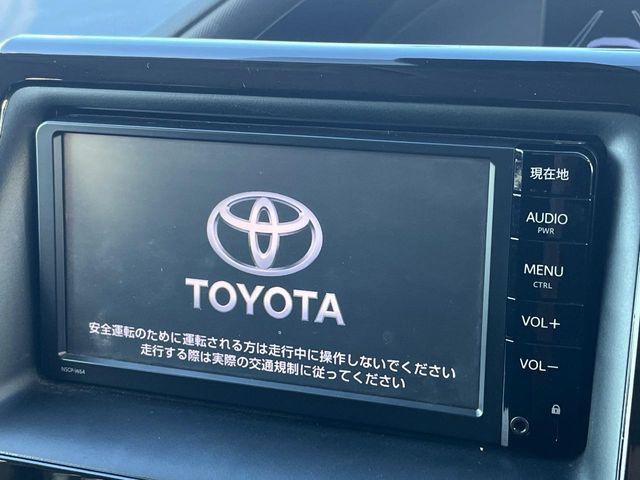 現在地
AUDIO
PWR
MENU
CTRL
VOL+
VOL−
TOYOTA
安全運転のために運転される方は走行中に操作しないでください
走行する際は実際の交通規制に従ってください
NSCP-W64